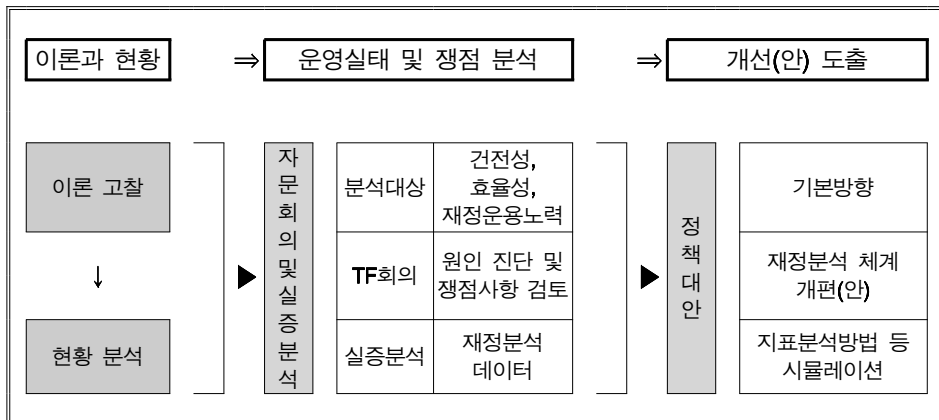 이론과 현황 ⇒ 운영실태 및 쟁점 분석 ⇒ 개선(안) 도출
이론 고찰
↓
현황 분석
▶
자문회의및실증분석
분석대상
건전성,
효율성,
재정운용노력
TF회의
원인 진단 및
쟁점사항 검토
실증분석
재정분석
데이터
▶
정책대안
기본방향
재정분석 체계
개편(안)
지표분석방법 등
시뮬레이션